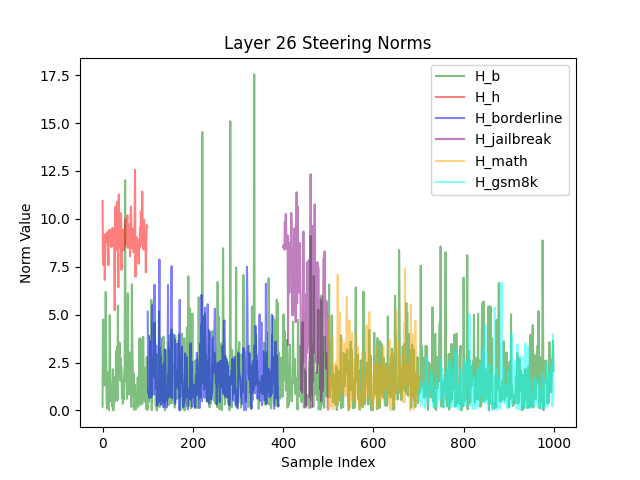 Layer 26 Steering Norms
Norm Value
17.5
15.0
12.5
10.0
7.5
5.0
2.5
0.0
H_b
H_h
H_borderline
H_jailbreak
H_math
H_gsm8k
0
200
400
600
800
1000
Sample Index